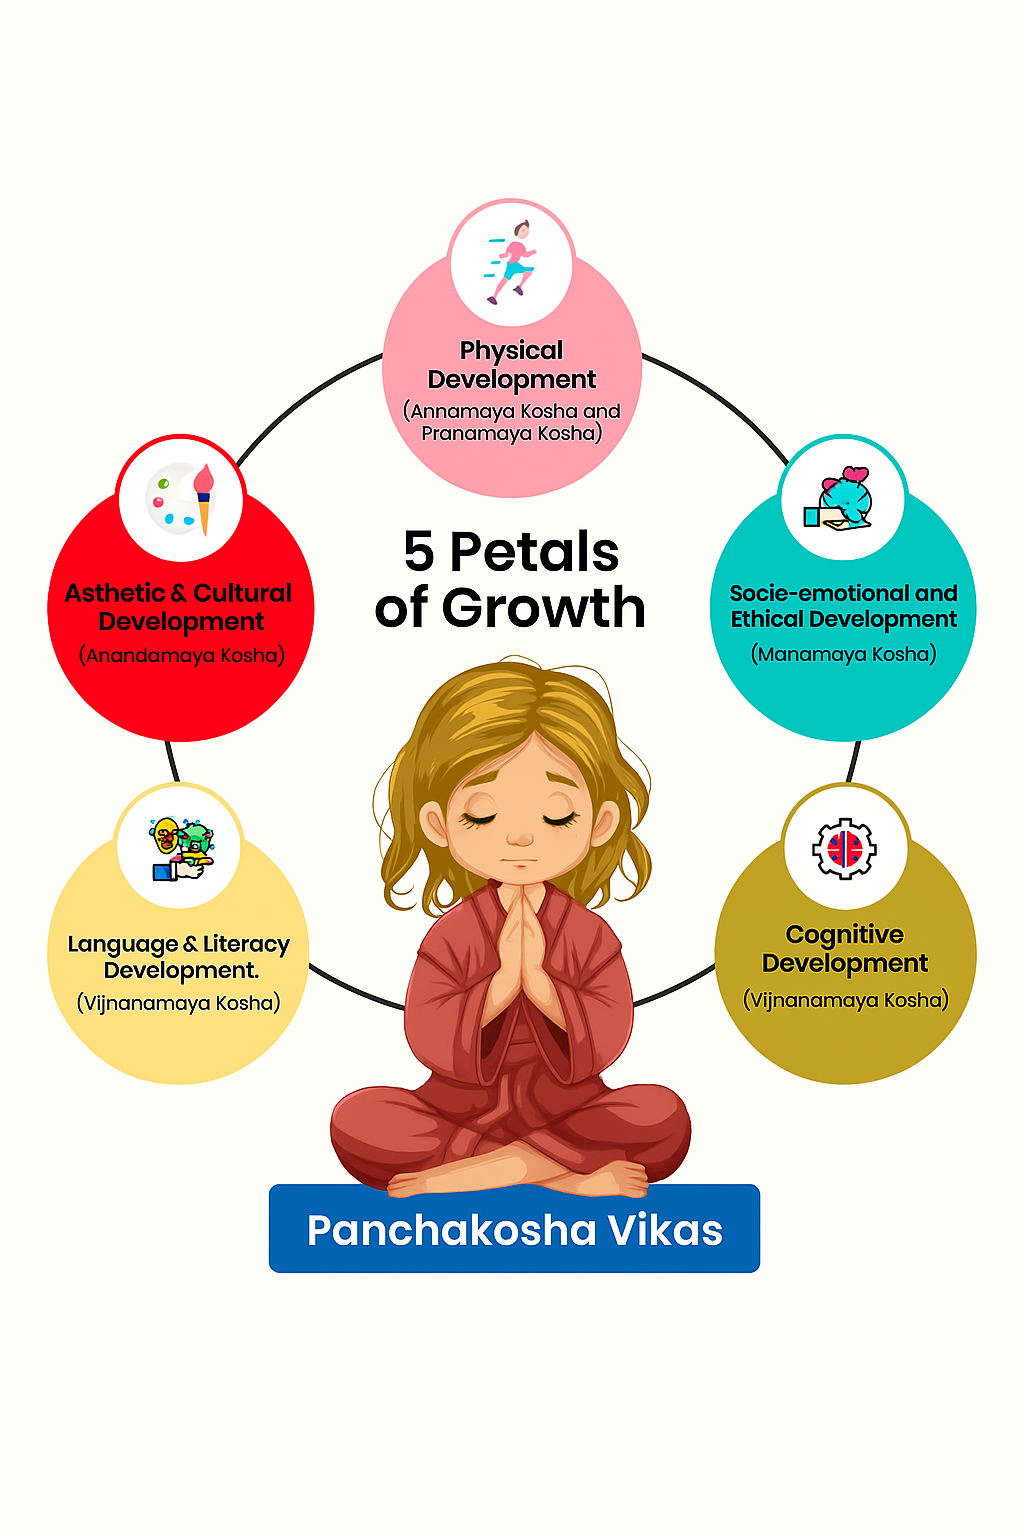 Physical
Development
(Annamaya Kosha and
Pranamaya Kosha)
Asthetic & Cultural
Development
(Anandamaya Kosha)
5 Petals
of Growth
Socie-emotional and
Ethical Development
(Manamaya Kosha)
Language & Literacy
Development.
(Vijnanamaya Kosha)
Cognitive
Development
(Vijnanamaya Kosha)
Panchakosha Vikas